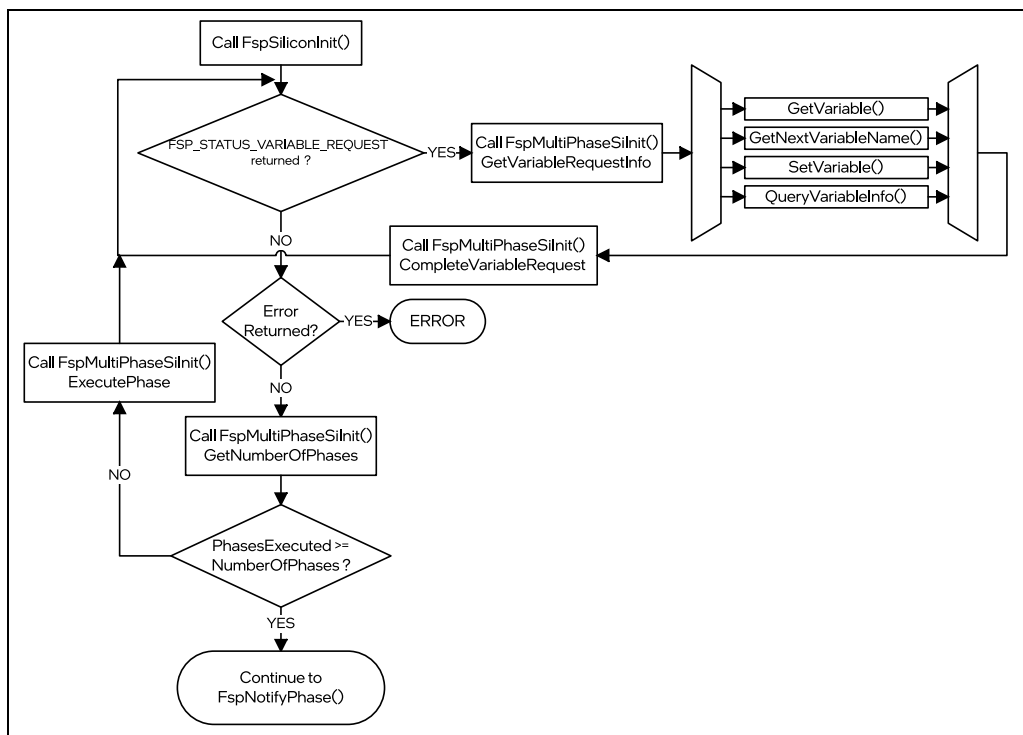 Call FspSiliconInit()
FSP_STATUS_VARIABLE_REQUEST
returned ?
YES
Call FspMultiPhaseSiInit()
GetVariableRequestInfo
GetVariable()
GetNextVariableName()
SetVariable()
QueryVariableInfo()
NO
Call FspMultiPhaseSiInit()
CompleteVariableRequest
Error
Returned?
YES
ERROR
Call FspMultiPhaseSiInit()
ExecutePhase
NO
Call FspMultiPhaseSiInit()
GetNumberOfPhases
NO
PhasesExecuted >=
NumberOfPhases ?
YES
Continue to
FspNotifyPhase()